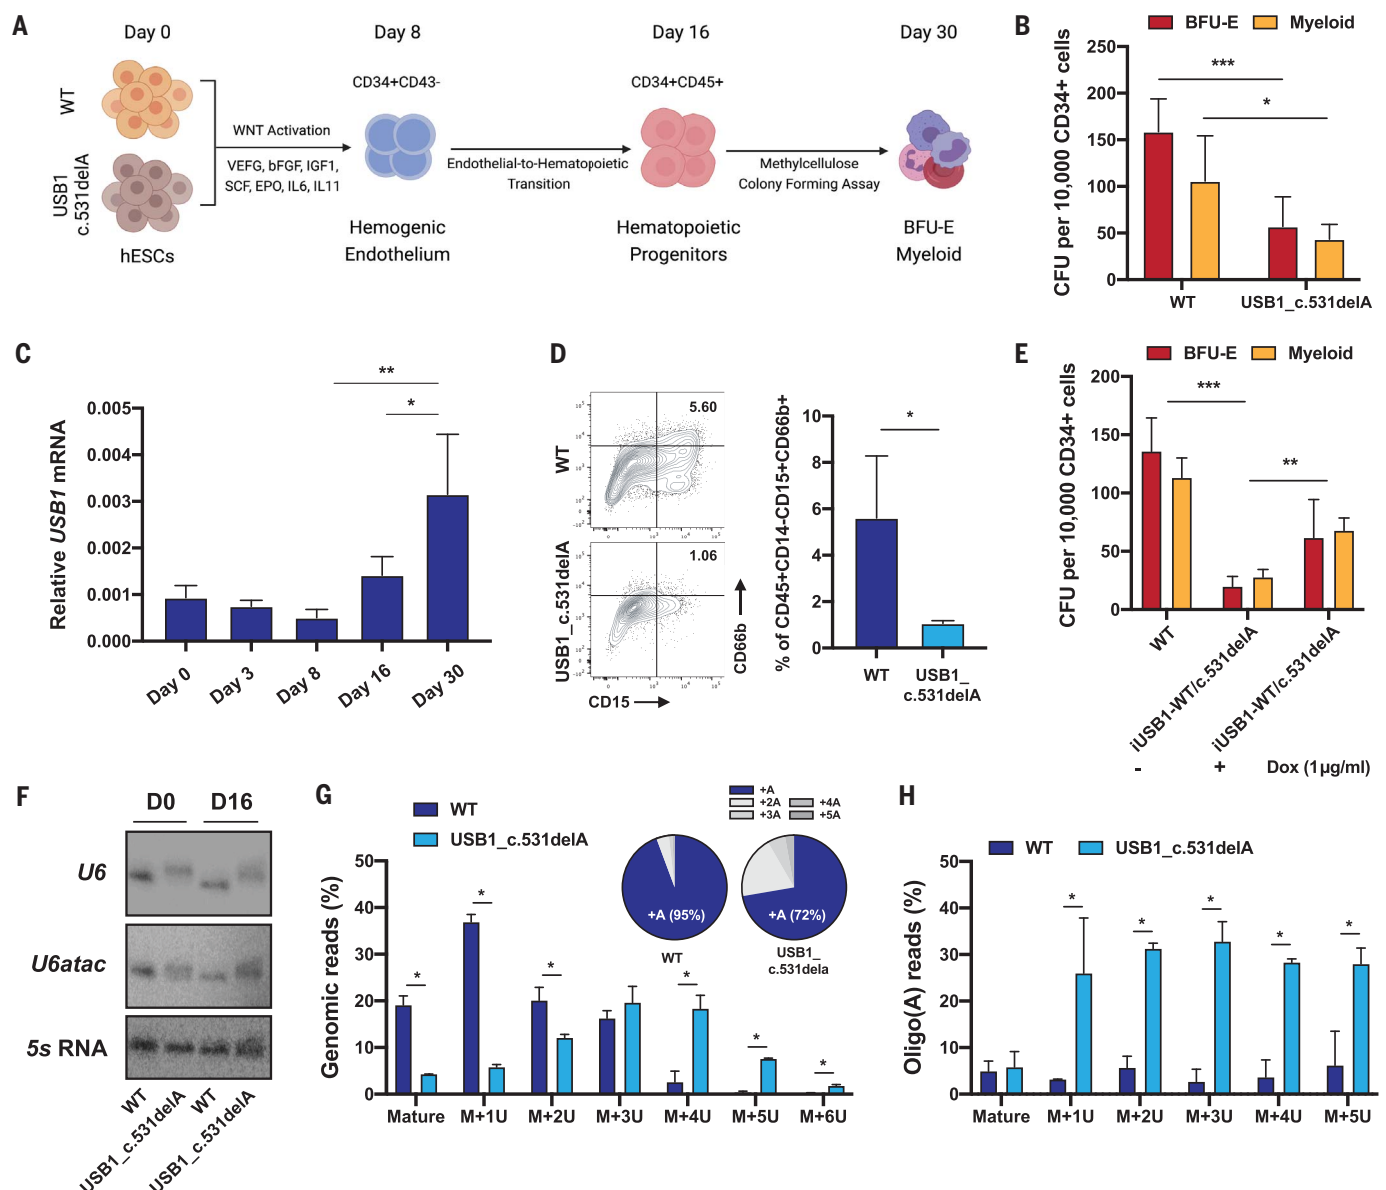 A
Day 0
Day 8
Day 16
Day 30
WT
USB1
c.531delA
hESCs
WNT Activation
VEFG, bFGF, IGF1,
SCF, EPO, IL6, IL11
CD34+CD43-
Hemogenic
Endothelium
Endothelial-to-Hematopoietic
Transition
CD34+CD45+
Hematopoietic
Progenitors
Methylcellulose
Colony Forming Assay
BFU-E
Myeloid
B
BFU-E
Myeloid
CFU per 10,000 CD34+ cells
250
200
150
100
50
0
***
*
WT
USB1_c.531delA
C
Relative USB1 mRNA
0.005
0.004
0.003
0.002
0.001
0.000
**
*
Day 0
Day 3
Day 8
Day 16
Day 30
D
WT
5.60
USB1_c.531delA
1.06
CD66b
CD15
% of CD45+CD14-CD15+CD66b+
10
8
6
4
2
0
*
WT
USB1_
c.531delA
E
BFU-E
Myeloid
CFU per 10,000 CD34+ cells
200
150
100
50
0
***
**
WT
iUSB1-WT/c.531delA
iUSB1-WT/c.531delA
-
+
Dox (1µg/ml)
F
D0
D16
U6
U6atac
5s RNA
WT
USB1_c.531delA
WT
USB1_c.531delA
G
WT
USB1_c.531delA
Genomic reads (%)
50
40
30
20
10
0
*
*
*
*
*
*
Mature
M+1U
M+2U
M+3U
M+4U
M+5U
M+6U
+A
+2A
+4A
+3A
+5A
+A (95%)
WT
+A (72%)
USB1_
c.531dela
H
WT
USB1_c.531delA
Oligo(A) reads (%)
50
40
30
20
10
0
*
*
*
*
*
Mature
M+1U
M+2U
M+3U
M+4U
M+5U